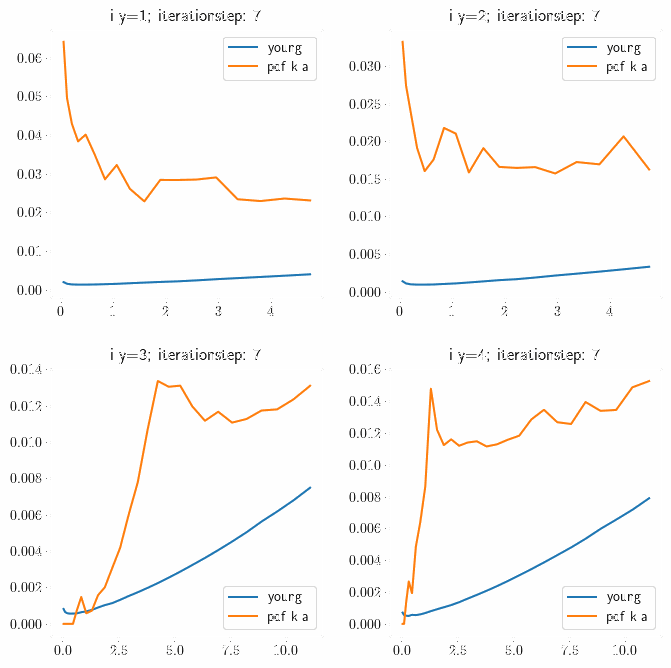 i y=1; iterationstep: 7
0.06
0.05
0.04
0.03
0.02
0.01
0.00
0 1 2 3 4
young
pdf k a
i y=2; iterationstep: 7
0.030
0.025
0.020
0.015
0.010
0.005
0.000
0 1 2 3 4
young
pdf k a
i y=3; iterationstep: 7
0.014
0.012
0.010
0.008
0.006
0.004
0.002
0.000
0.0 2.5 5.0 7.5 10.0
young
pdf k a
i y=4; iterationstep: 7
0.016
0.014
0.012
0.010
0.008
0.006
0.004
0.002
0.000
0.0 2.5 5.0 7.5 10.0
young
pdf k a